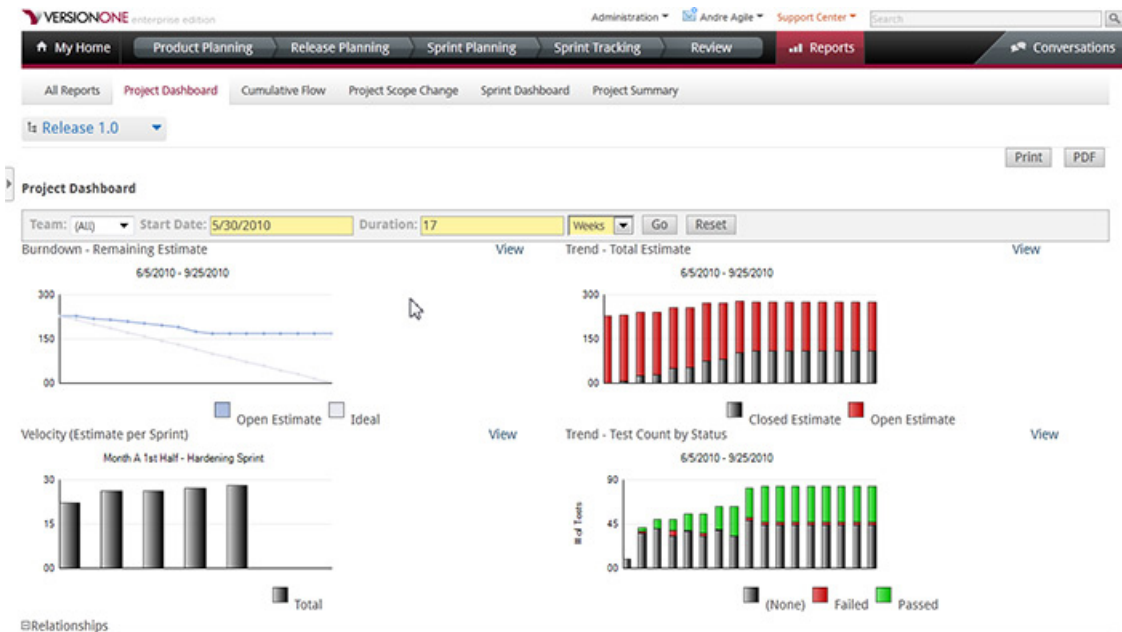 VERSIONONE enterprise edition
Administration Andre Agile Support Center Search
My Home Product Planning Release Planning Sprint Planning Sprint Tracking Review Reports Conversations
All Reports Project Dashboard Cumulative Flow Project Scope Change Sprint Dashboard Project Summary
Release 1.0
Print PDF
Project Dashboard
Team: (All) Start Date: 5/30/2010 Duration: 17 Weeks Go Reset
Burndown - Remaining Estimate View
6/5/2010 - 9/25/2010
300
150
00
Open Estimate Ideal
Trend - Total Estimate View
6/5/2010 - 9/25/2010
300
150
00
Closed Estimate Open Estimate
Velocity (Estimate per Sprint) View
Month A 1st Half - Hardening Sprint
30
15
00
Total
Trend - Test Count by Status View
6/5/2010 - 9/25/2010
# of Tests
90
45
00
(None) Failed Passed
Relationships